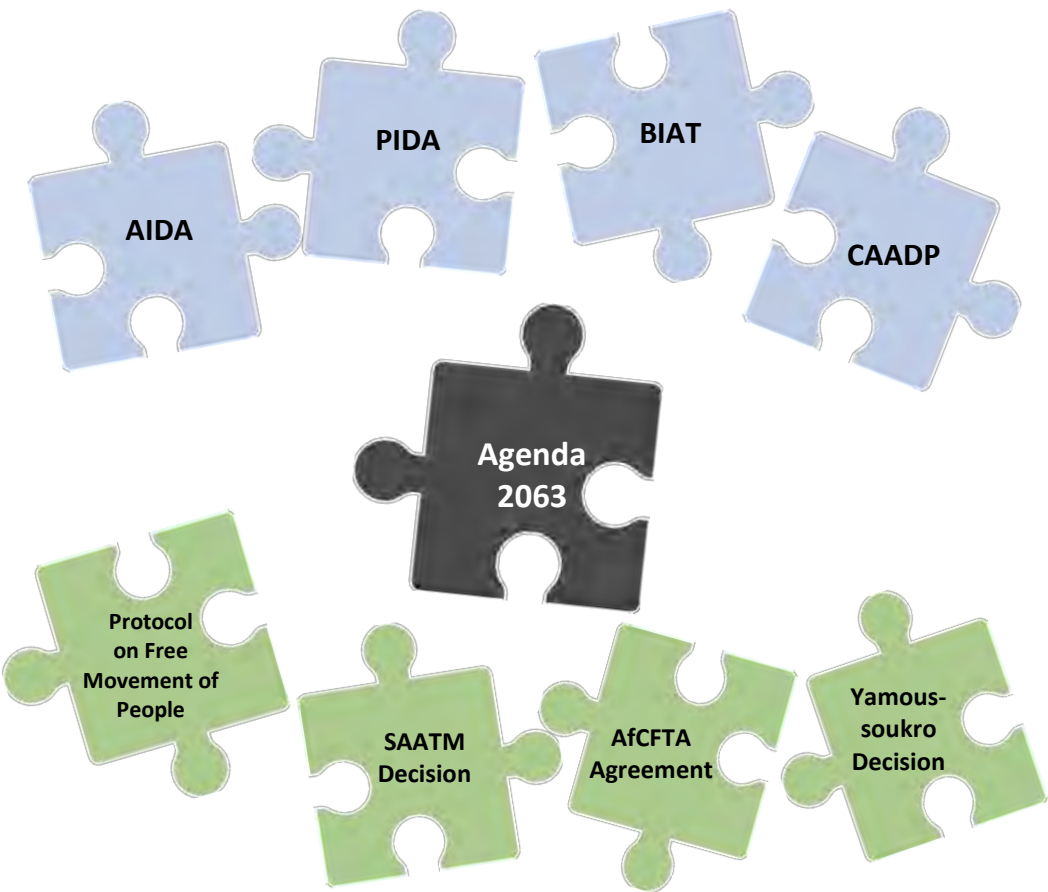 AIDA
PIDA
BIAT
CAADP
Agenda
2063
Protocol
on Free
Movement of
People
SAATM
Decision
AfCFTA
Agreement
Yamous-
soukro
Decision